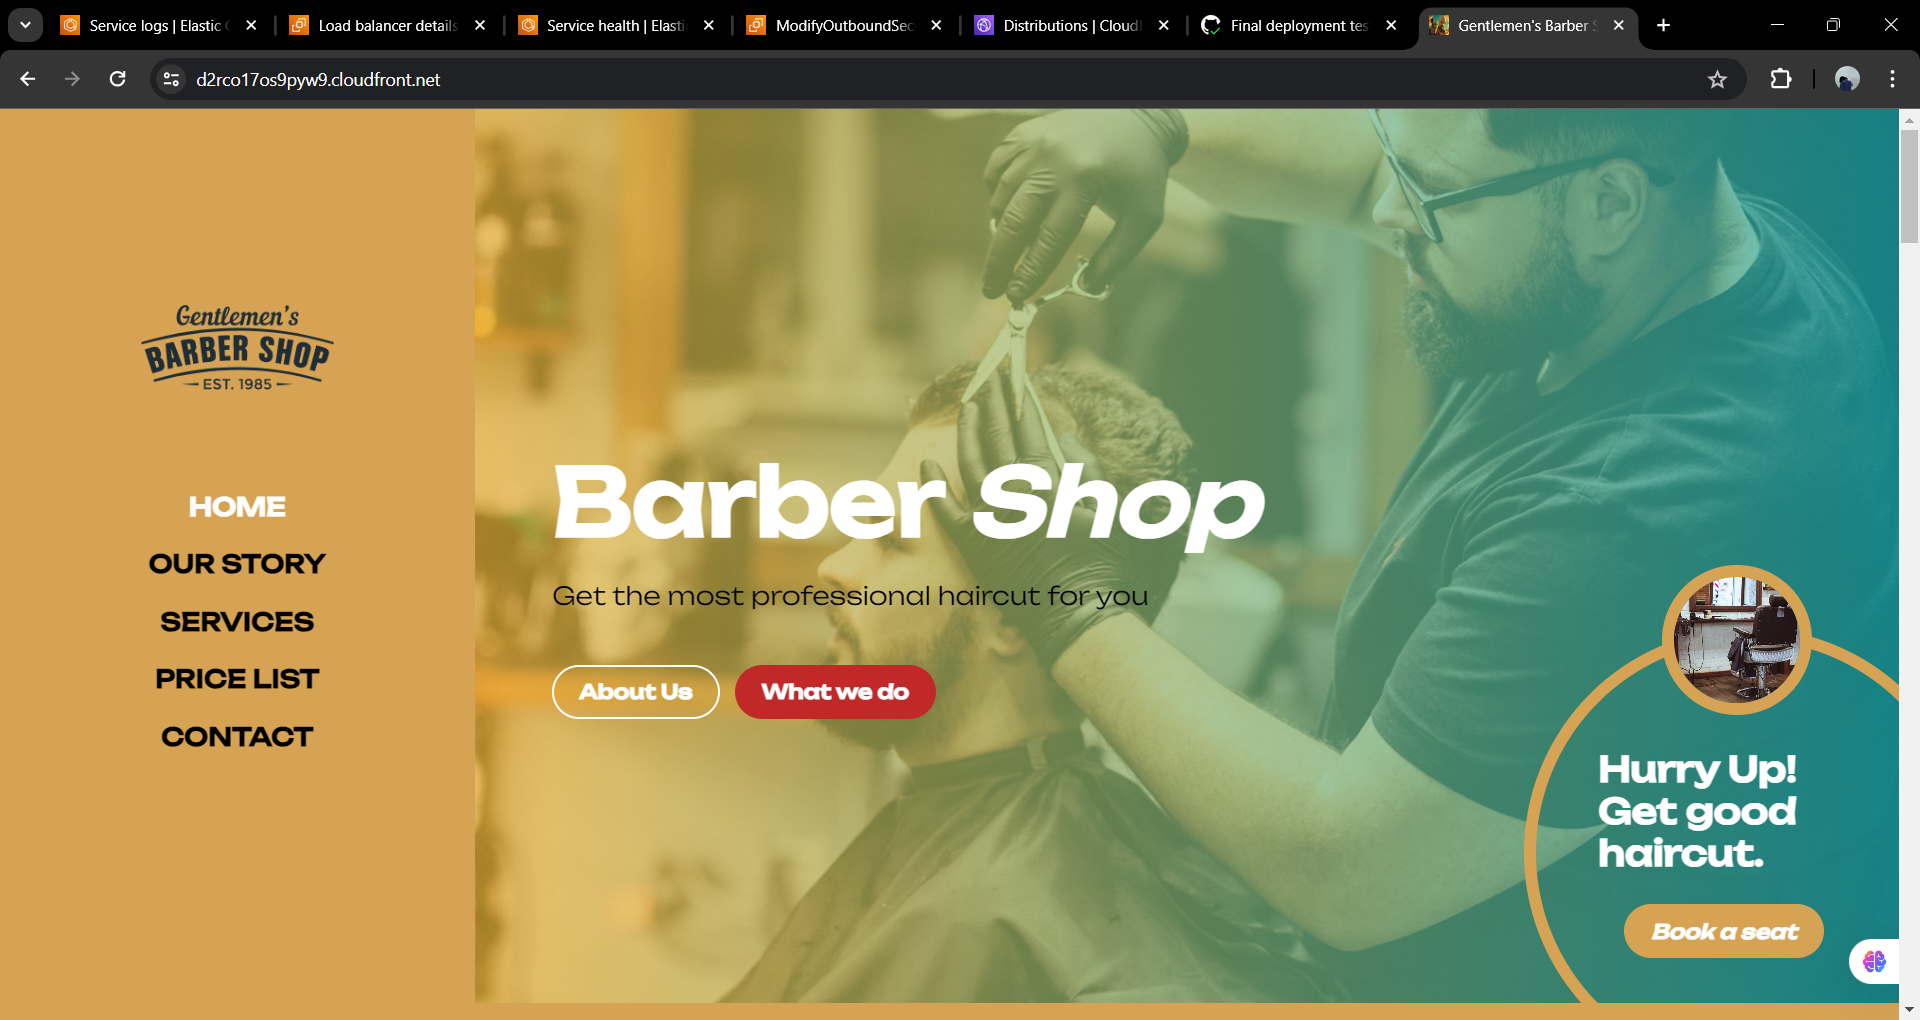 Service logs | Elastic
Load balancer details
Service health | Elasti
ModifyOutboundSec
Distributions | Cloud
Final deployment tes
Gentlemen's Barber
d2rco17os9pyw9.cloudfront.net
Gentlemen's
BARBER SHOP
EST. 1985
HOME
OUR STORY
SERVICES
PRICE LIST
CONTACT
Barber Shop
Get the most professional haircut for you
About Us
What we do
Hurry Up!
Get good
haircut.
Book a seat